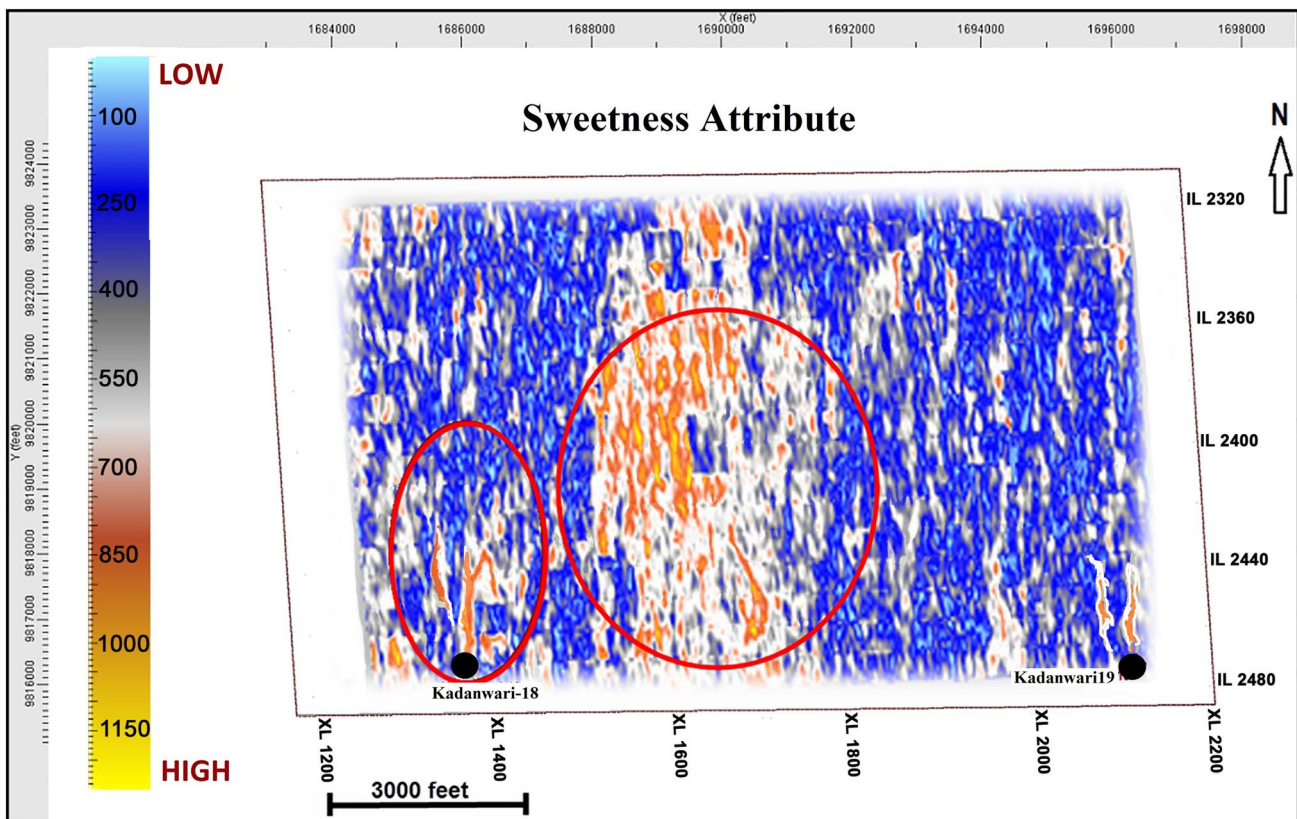 X (feet)
1684000 1686000 1688000 1690000 1692000 1694000 1696000 1698000
LOW
100
250
400
550
700
850
1000
1150
HIGH
Sweetness Attribute
N
Y (feet)
9824000
9823000
9822000
9821000
9820000
9819000
9818000
9817000
9816000
IL 2320
IL 2360
IL 2400
IL 2440
IL 2480
Kadanwari-18
Kadanwari19
XL 1200
XL 1400
XL 1600
XL 1800
XL 2000
XL 2200
3000 feet